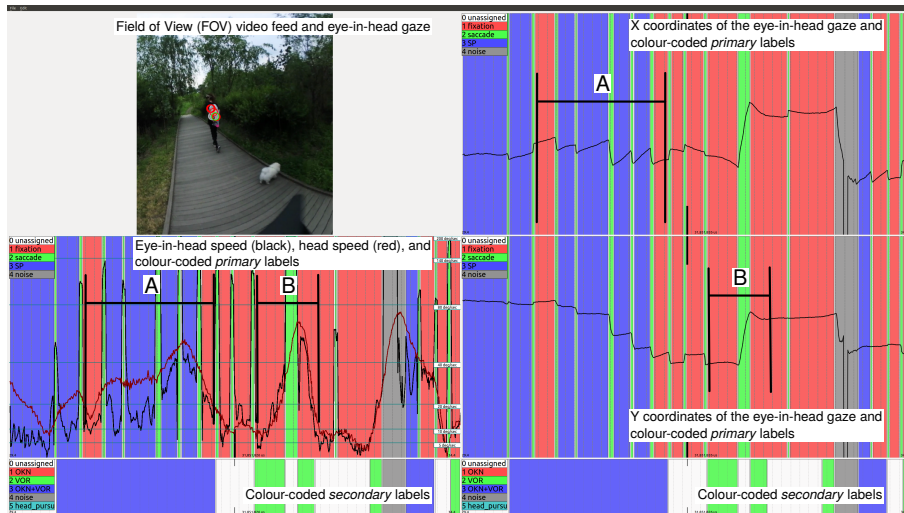 File Edit
Field of View (FOV) video feed and eye-in-head gaze
0 unassigned
1 fixation
2 saccade
3 SP
4 noise
X coordinates of the eye-in-head gaze and
colour-coded primary labels
A
0 unassigned
1 fixation
2 saccade
3 SP
4 noise
Eye-in-head speed (black), head speed (red), and
colour-coded primary labels
A
B
0 unassigned
1 fixation
2 saccade
3 SP
4 noise
B
Y coordinates of the eye-in-head gaze and
colour-coded primary labels
0 unassigned
1 OKN
2 VOR
3 OKN+VOR
4 noise
5 head_pursu
Colour-coded secondary labels
0 unassigned
1 OKN
2 VOR
3 OKN+VOR
4 noise
5 head_pursu
Colour-coded secondary labels